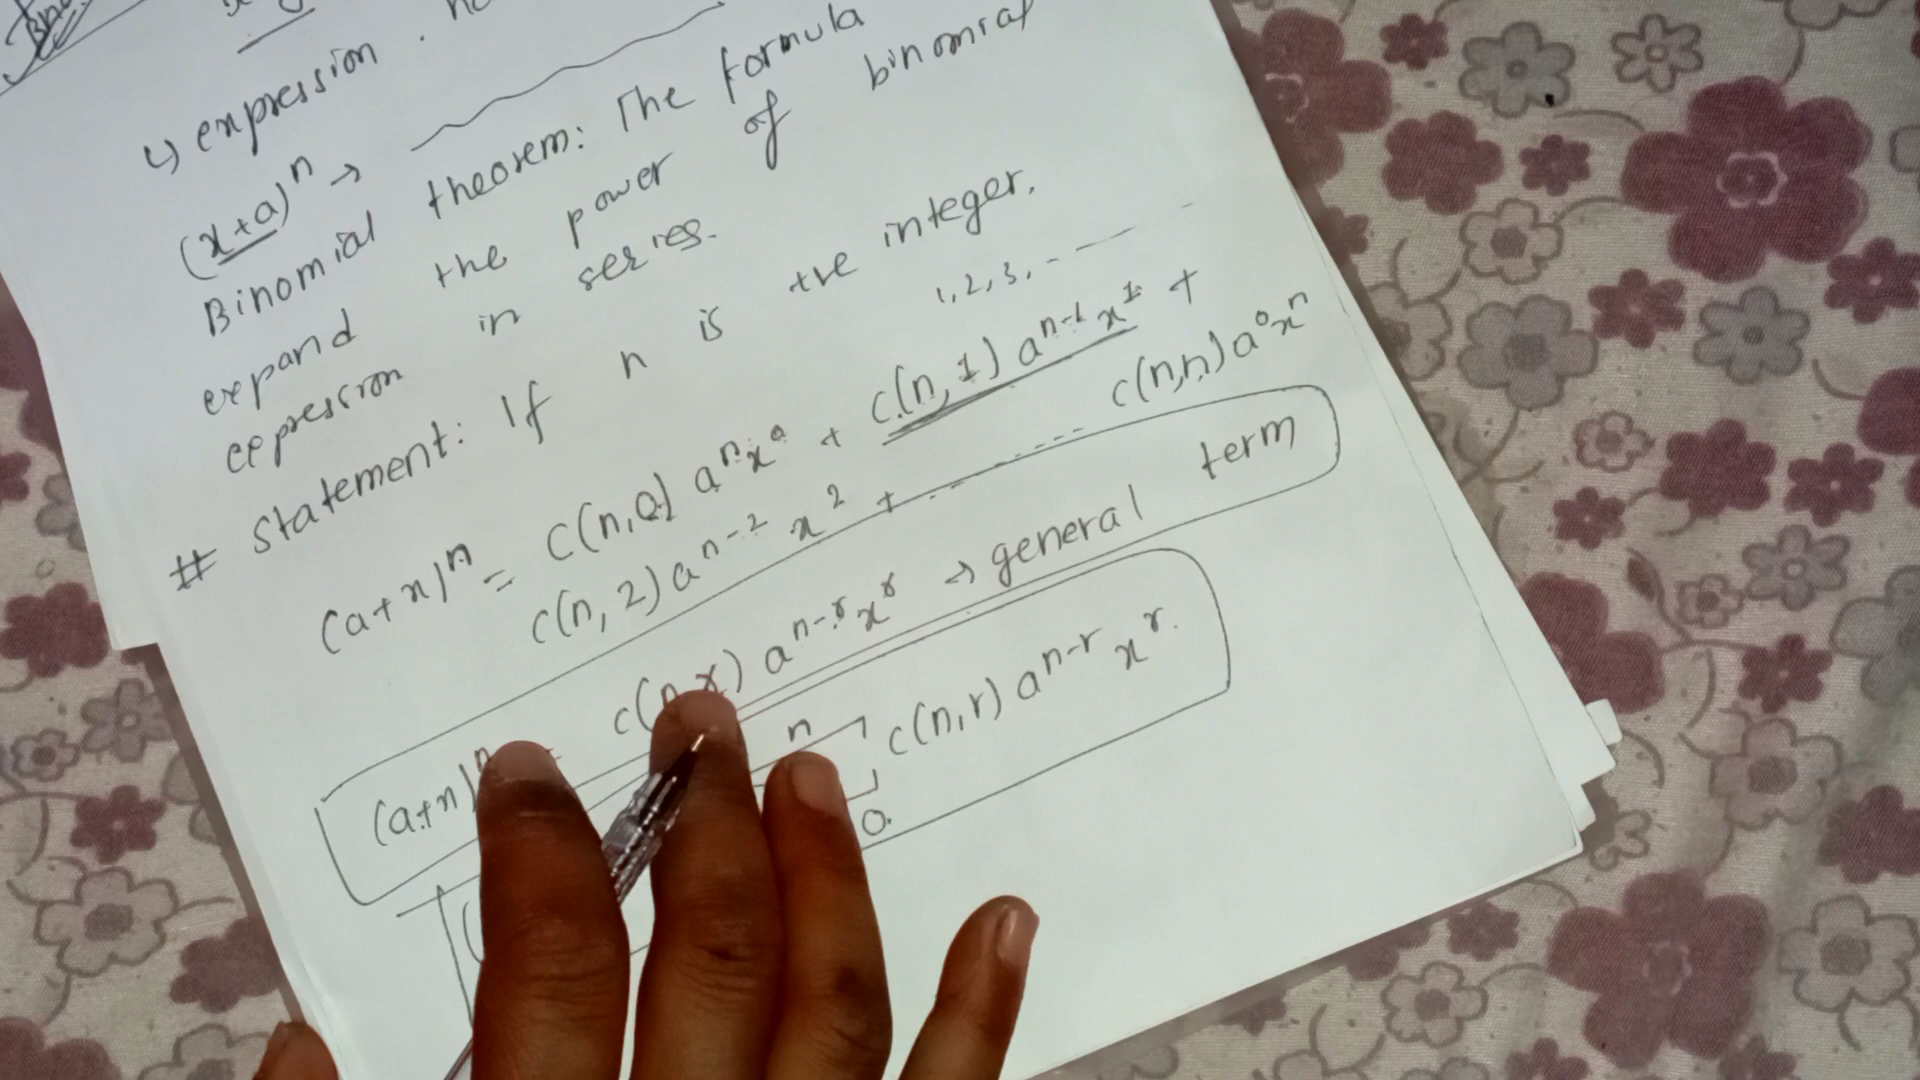 ↳ expression .
(x+a)^n →
Binomial theorem: The formula
expand the power of binomial
expression in series.
# Statement: If n is +ve integer.
1, 2, 3, - —
(a+x)^n = C(n,0) a^n x^0 + C(n, 1) a^n-1 x^1 +
C(n, 2) a^n-2 x^2 + ... --- C(n,n) a^0 x^n
(a+x)^n = C(n,r) a^n-r x^r → general term
n
C(n,r) a^n-r x^r.
0.